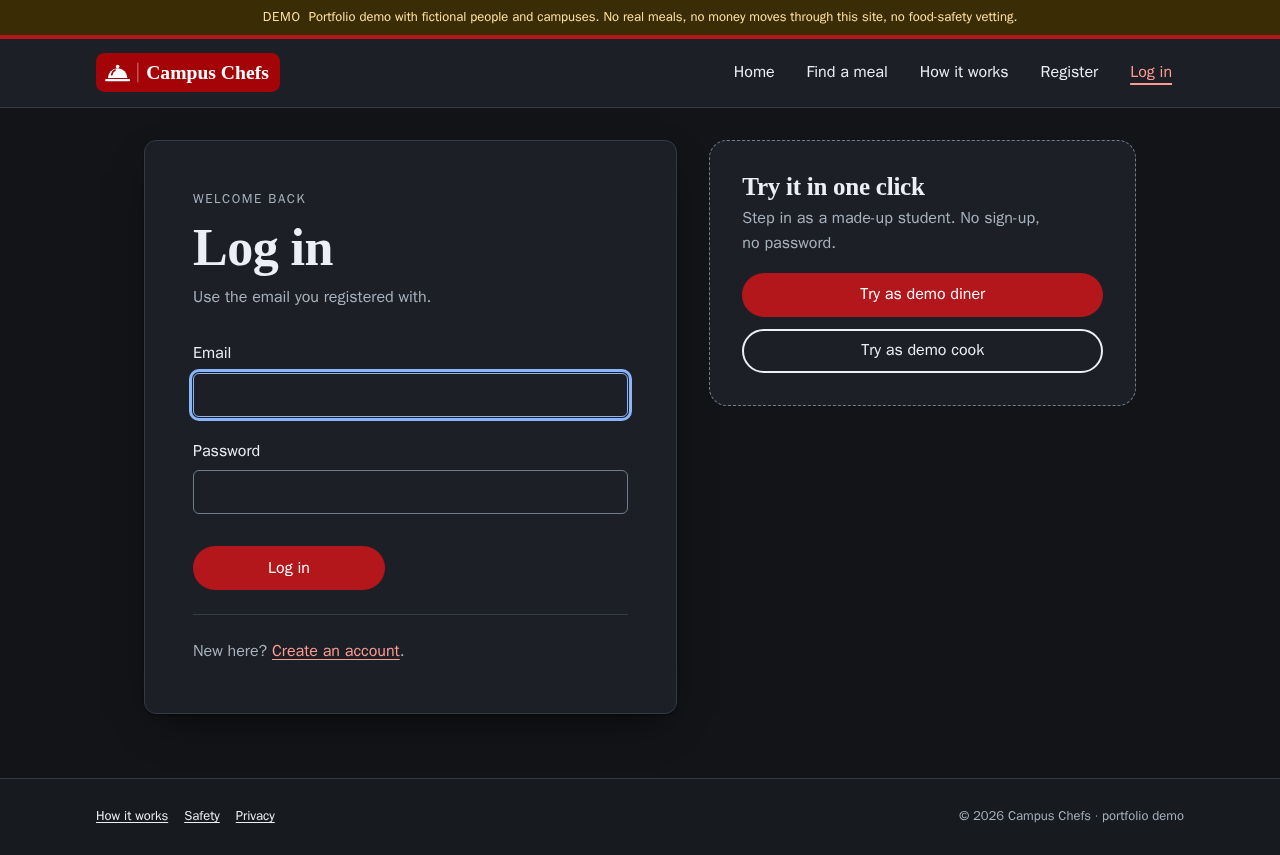 DEMO Portfolio demo with fictional people and campuses. No real meals, no money moves through this site, no food-safety vetting.
Campus Chefs
Home Find a meal How it works Register Log in
WELCOME BACK
Log in
Use the email you registered with.
Email
Password
Log in
New here? Create an account.
Try it in one click
Step in as a made-up student. No sign-up,
no password.
Try as demo diner
Try as demo cook
How it works Safety Privacy
© 2026 Campus Chefs · portfolio demo